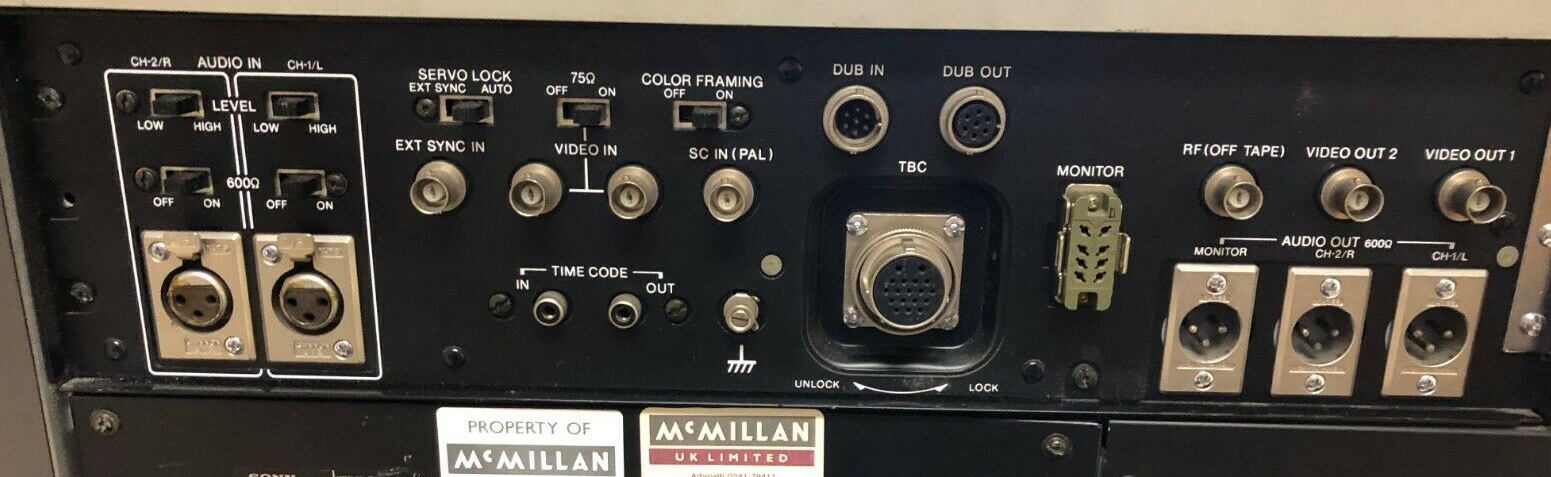 CH-2/R AUDIO IN CH-1/L
LEVEL
LOW HIGH LOW HIGH
600Ω
OFF ON OFF ON
SERVO LOCK
EXT SYNC AUTO
75Ω
OFF ON
COLOR FRAMING
OFF ON
EXT SYNC IN
VIDEO IN
SC IN (PAL)
TIME CODE
IN OUT
DUB IN DUB OUT
TBC
UNLOCK LOCK
MONITOR
RF (OFF TAPE) VIDEO OUT 2 VIDEO OUT 1
AUDIO OUT 600Ω
MONITOR CH-2/R CH-1/L
PROPERTY OF
McMILLAN
McMILLAN
UK LIMITED
SONY